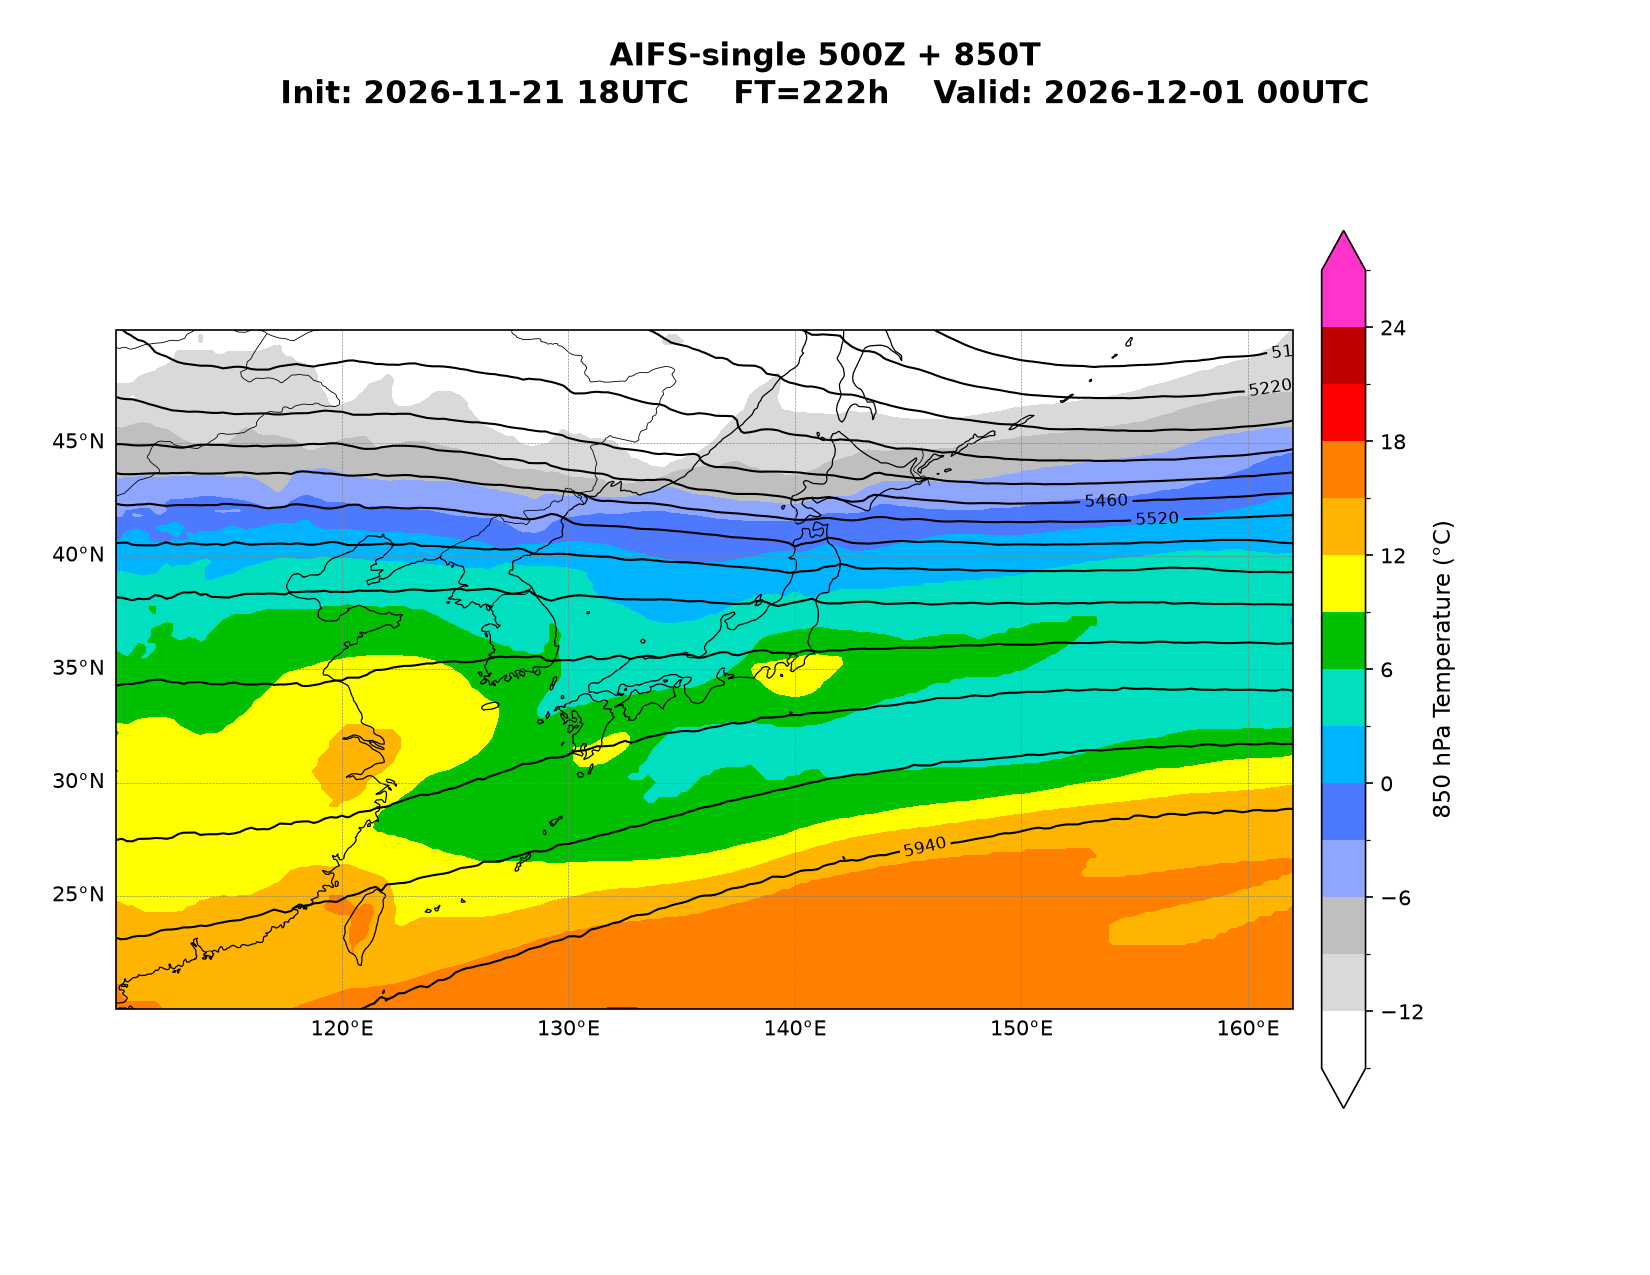 AIFS-single 500Z + 850T
Init: 2026-11-21 18UTC    FT=222h    Valid: 2026-12-01 00UTC
51
5220
5460
5520
5940
45°N
40°N
35°N
30°N
25°N
120°E
130°E
140°E
150°E
160°E
24
18
12
6
0
−6
−12
850 hPa Temperature (°C)